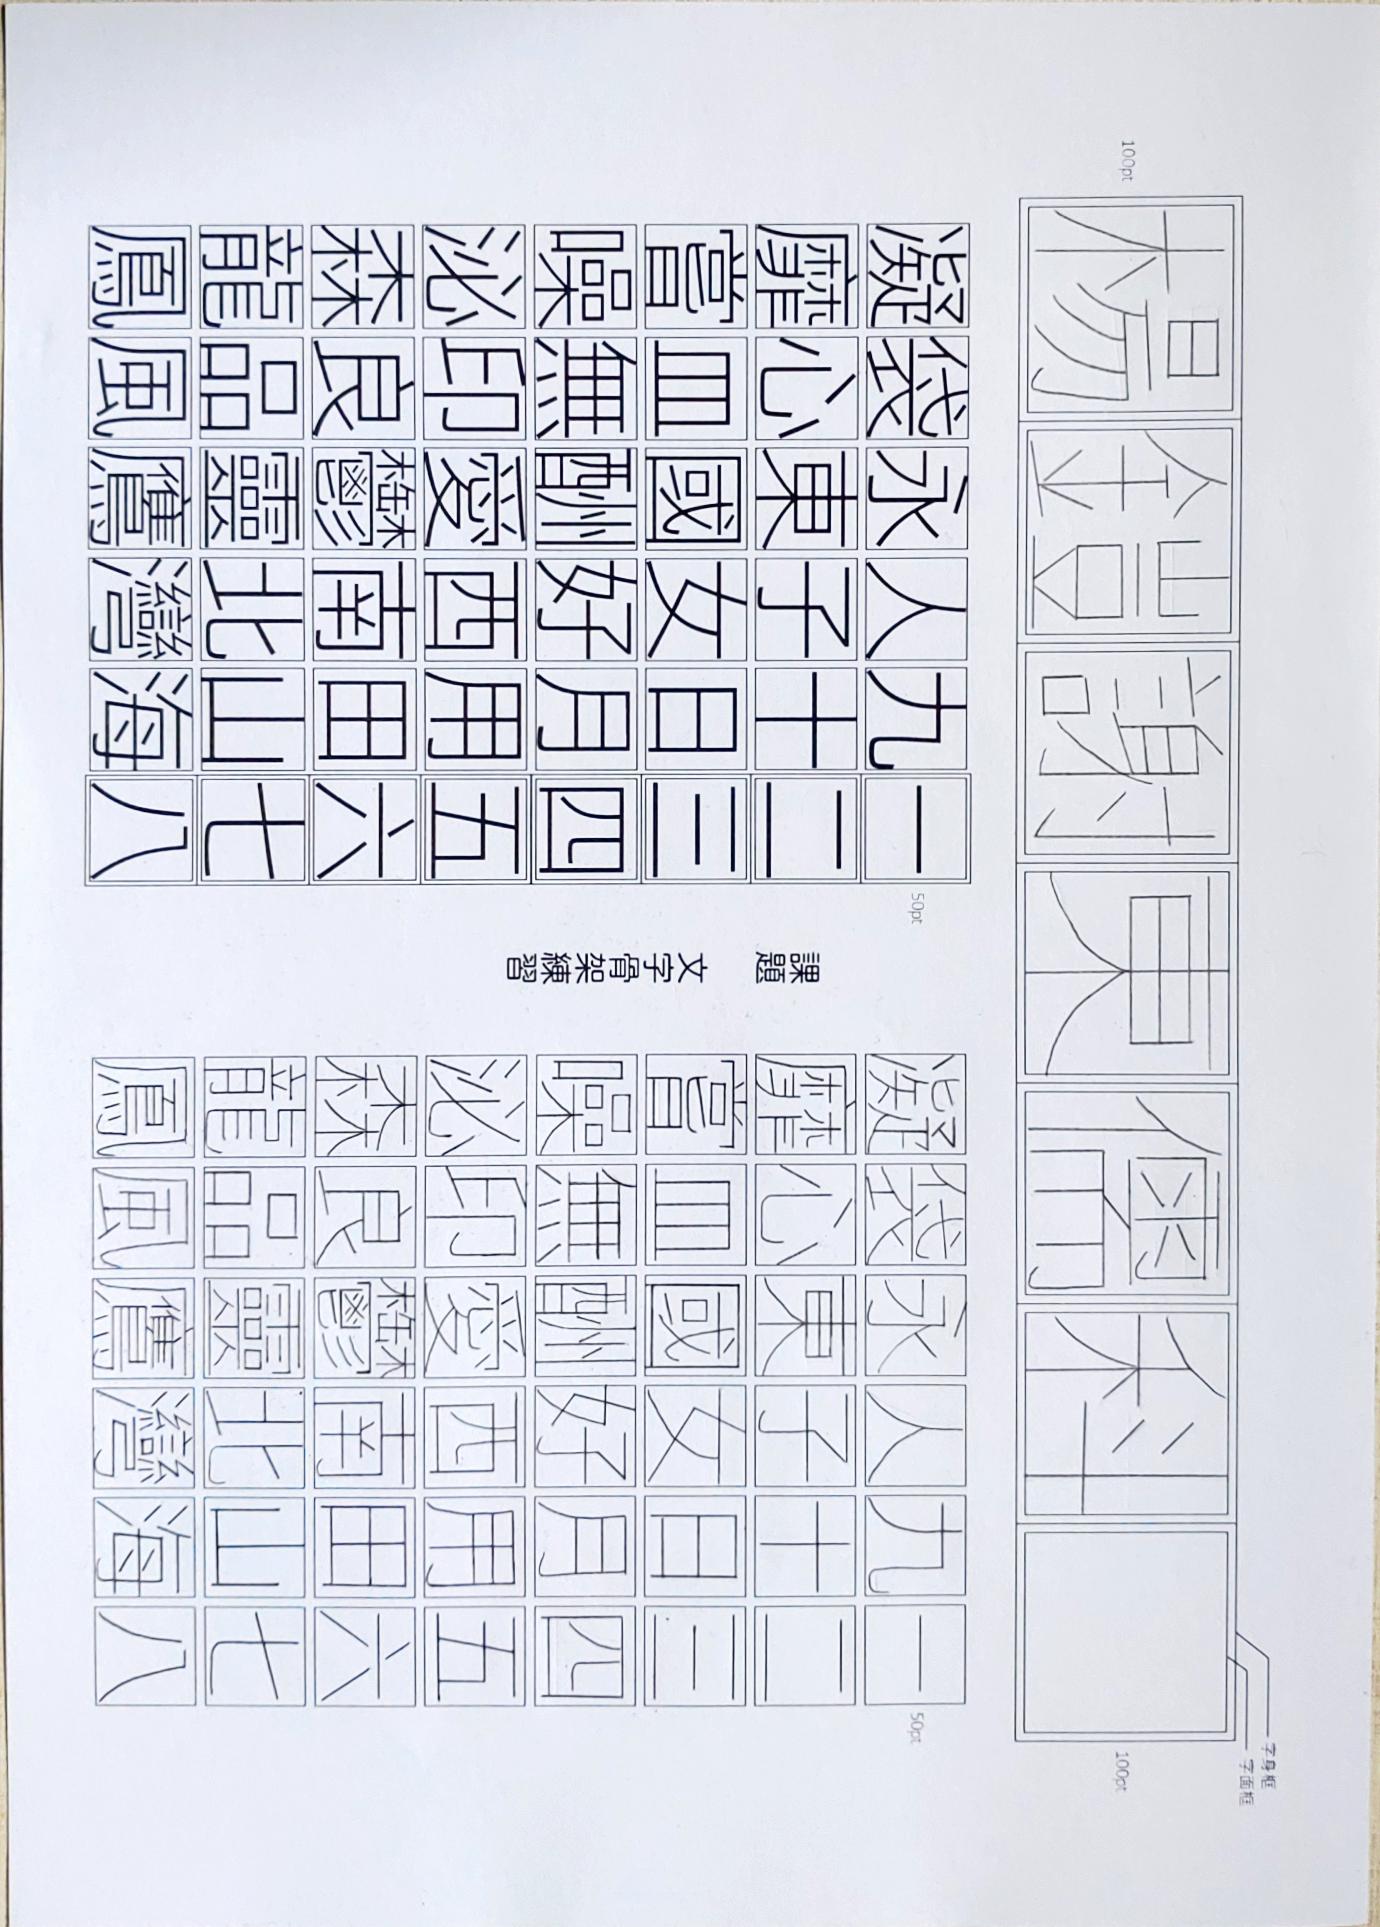 字身框
字面框
100pt
楊鎧謝東儒科
100pt
50pt
一二三四五六七八
九十日月用田山海
人子女好西南北灣
永東國酬愛鬱靈鷹
袋心皿無印良品風
凝靡嘗噪泌森龍鳳
課題 文字骨架練習
50pt
一二三四五六七八
九十日月用田山海
人子女好西南北灣
永東國酬愛鬱靈鷹
袋心皿無印良品風
凝靡嘗噪泌森龍鳳